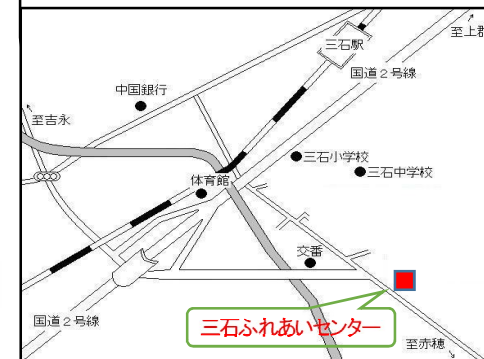 三石駅
至上郡
国道２号線
中国銀行
至吉永
三石小学校
三石中学校
体育館
交番
国道２号線
三石ふれあいセンター
至赤穂